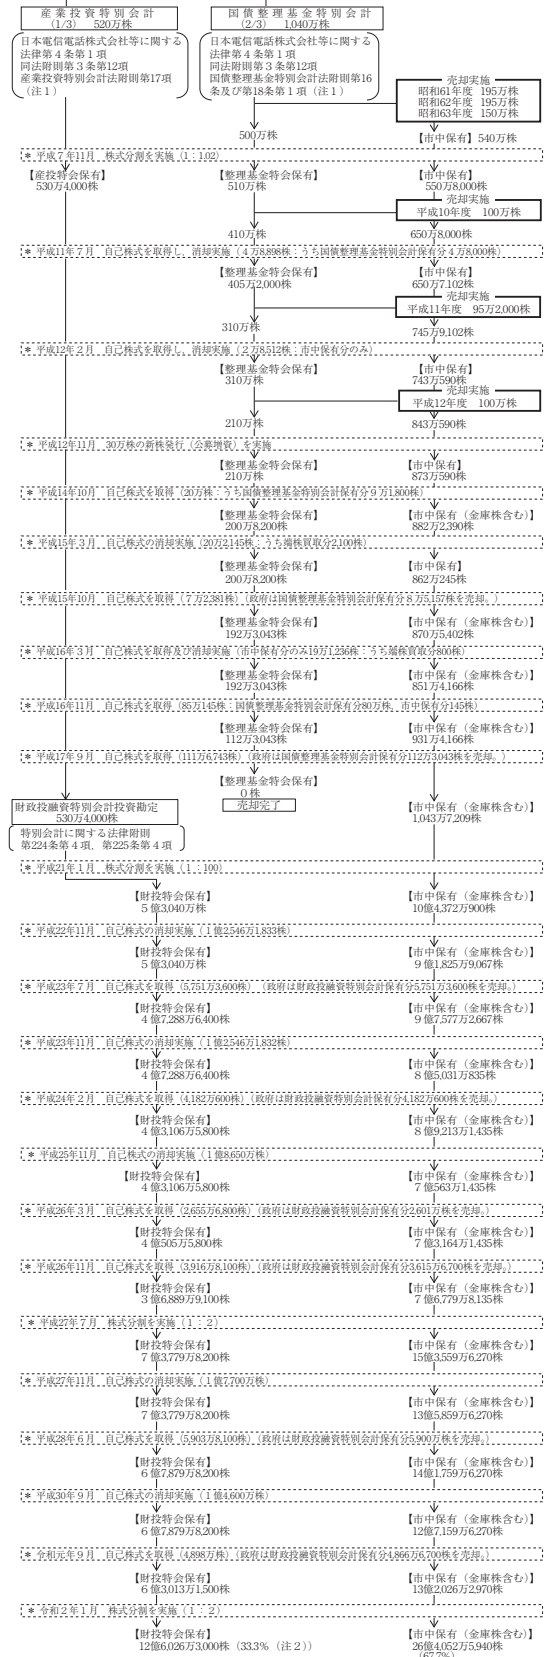 産業投資特別会計
(1/3) 520万株
国債整理基金特別会計
(2/3) 1,040万株
日本電信電話株式会社等に関する
法律第４条第１項
同法附則第３条第12項
産業投資特別会計法附則第17項
（注１）
日本電信電話株式会社等に関する
法律第４条第１項
同法附則第３条第12項
国債整理基金特別会計法附則第16
条及び第18条第１項（注１）
売却実施
昭和61年度 195万株
昭和62年度 195万株
昭和63年度 150万株
500万株
【市中保有】540万株
＊ 平成７年11月 株式分割を実施（1：1.02）
【産投特会保有】
530万4,000株
【整理基金特会保有】
510万株
【市中保有】
550万8,000株
売却実施
平成10年度 100万株
410万株
650万8,000株
＊ 平成11年７月 自己株式を取得し、消却実施（４万8,898株：うち国債整理基金特別会計保有分４万8,000株）
【整理基金特会保有】
405万2,000株
【市中保有】
650万7,102株
売却実施
平成11年度 95万2,000株
310万株
745万9,102株
＊ 平成12年２月 自己株式を取得し、消却実施（２万8,512株：市中保有分のみ）
【整理基金特会保有】
310万株
【市中保有】
743万590株
売却実施
平成12年度 100万株
210万株
843万590株
＊ 平成12年11月 30万株の新株発行（公募増資）を実施
【整理基金特会保有】
210万株
【市中保有】
873万590株
＊ 平成14年10月 自己株式を取得（20万株：うち国債整理基金特別会計保有分９万1,800株）
【整理基金特会保有】
200万8,200株
【市中保有（金庫株含む）】
882万2,390株
＊ 平成15年３月 自己株式の消却実施（20万2,145株：うち端株買取分2,100株）
【整理基金特会保有】
200万8,200株
【市中保有（金庫株含む）】
862万245株
＊ 平成15年10月 自己株式を取得（７万2,381株）（政府は国債整理基金特別会計保有分８万5,157株を売却。）
【整理基金特会保有】
192万3,043株
【市中保有（金庫株含む）】
870万5,402株
＊ 平成16年３月 自己株式を取得及び消却実施（市中保有分のみ19万1,236株：うち端株買取分800株）
【整理基金特会保有】
192万3,043株
【市中保有（金庫株含む）】
851万4,166株
＊ 平成16年11月 自己株式を取得（85万145株：国債整理基金特別会計保有分80万株，市中保有分145株）
【整理基金特会保有】
112万3,043株
【市中保有（金庫株含む）】
931万4,166株
＊ 平成17年９月 自己株式を取得（111万6,743株）（政府は国債整理基金特別会計保有分112万3,043株を売却。）
【整理基金特会保有】
０株
売却完了
財政投融資特別会計投資勘定
530万4,000株
【市中保有（金庫株含む）】
1,043万7,209株
特別会計に関する法律附則
第224条第４項，第225条第４項
＊ 平成21年１月 株式分割を実施（１：100）
【財投特会保有】
５億3,040万株
【市中保有（金庫株含む）】
10億4,372万900株
＊ 平成22年11月 自己株式の消却実施（１億2,546万1,833株）
【財投特会保有】
５億3,040万株
【市中保有（金庫株含む）】
９億1,825万9,067株
＊ 平成23年７月 自己株式を取得（5,751万3,600株）（政府は財政投融資特別会計保有分5,751万3,600株を売却。）
【財投特会保有】
４億7,288万6,400株
【市中保有（金庫株含む）】
９億7,577万2,667株
＊ 平成23年11月 自己株式の消却実施（１億2,546万1,832株）
【財投特会保有】
４億7,288万6,400株
【市中保有（金庫株含む）】
８億5,031万835株
＊ 平成24年２月 自己株式を取得（4,182万600株）（政府は財政投融資特別会計保有分4,182万600株を売却。）
【財投特会保有】
４億3,106万5,800株
【市中保有（金庫株含む）】
８億9,213万1,435株
＊ 平成25年11月 自己株式の消却実施（１億8,650万株）
【財投特会保有】
４億3,106万5,800株
【市中保有（金庫株含む）】
７億563万1,435株
＊ 平成26年３月 自己株式を取得（2,655万6,800株）（政府は財政投融資特別会計保有分2,601万株を売却。）
【財投特会保有】
４億505万5,800株
【市中保有（金庫株含む）】
７億3,164万1,435株
＊ 平成26年11月 自己株式を取得（3,916万8,100株）（政府は財政投融資特別会計保有分3,615万6,700株を売却。）
【財投特会保有】
３億6,889万9,100株
【市中保有（金庫株含む）】
７億6,779万8,135株
＊ 平成27年７月 株式分割を実施（１：２）
【財投特会保有】
７億3,779万8,200株
【市中保有（金庫株含む）】
15億3,559万6,270株
＊ 平成27年11月 自己株式の消却実施（１億7,700万株）
【財投特会保有】
７億3,779万8,200株
【市中保有（金庫株含む）】
13億5,859万6,270株
＊ 平成28年６月 自己株式を取得（5,903万8,100株）（政府は財政投融資特別会計保有分5,900万株を売却。）
【財投特会保有】
６億7,879万8,200株
【市中保有（金庫株含む）】
14億1,759万6,270株
＊ 平成30年９月 自己株式の消却実施（１億4,600万株）
【財投特会保有】
６億7,879万8,200株
【市中保有（金庫株含む）】
12億7,159万6,270株
＊ 令和元年９月 自己株式を取得（4,898万株）（政府は財政投融資特別会計保有分4,866万6,700株を売却。）
【財投特会保有】
６億3,013万1,500株
【市中保有（金庫株含む）】
13億2,026万2,970株
＊ 令和２年１月 株式分割を実施（１：２）
【財投特会保有】
12億6,026万3,000株（33.3％（注２））
【市中保有（金庫株含む）】
26億4,052万5,940株
(67.7%)